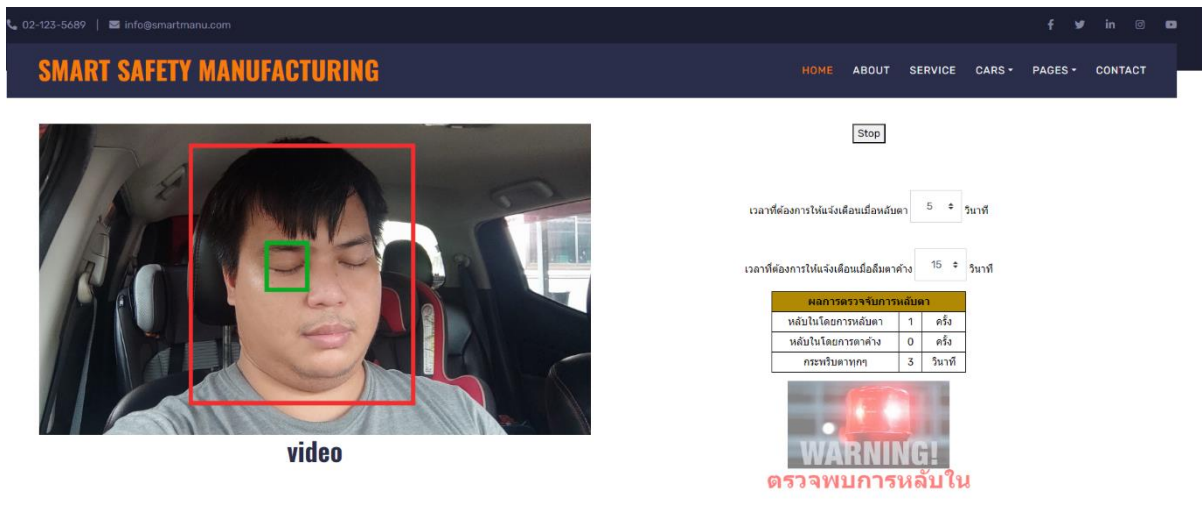 02-123-5689 | info@smartmanu.com
SMART SAFETY MANUFACTURING
HOME ABOUT SERVICE CARS PAGES CONTACT
Stop
เวลาที่ต้องการให้แจ้งเตือนเมื่อหลับตา 5 วินาที
เวลาที่ต้องการให้แจ้งเตือนเมื่อลืมตาค้าง 15 วินาที
ผลการตรวจจับการหลับตา
หลับในโดยการหลับตา 1 ครั้ง
หลับในโดยการตาค้าง 0 ครั้ง
กระพริบตาทุกๆ 3 วินาที
WARNING!
ตรวจพบการหลับใน
video